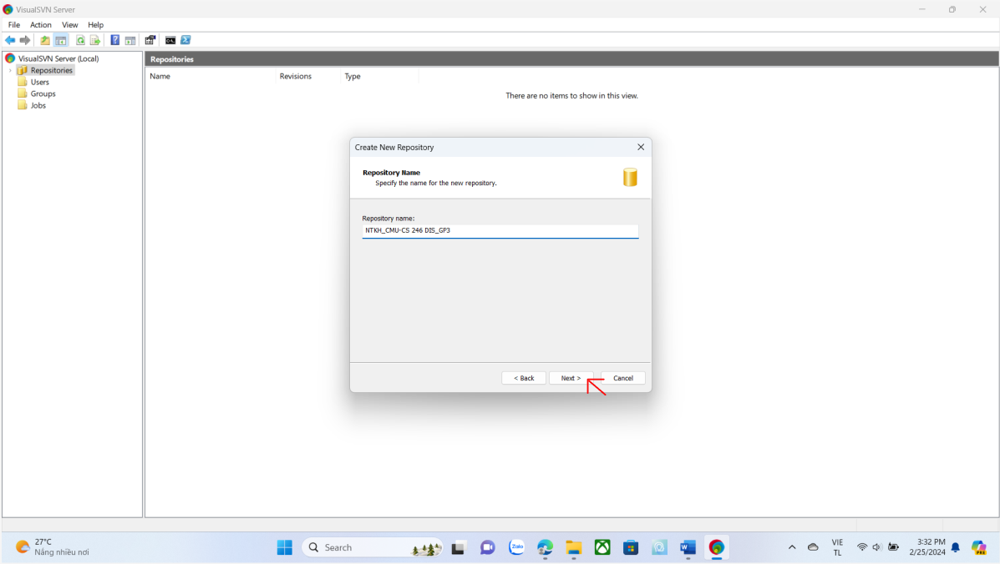 VisualSVN Server
File Action View Help
VisualSVN Server (Local)
Repositories
Users
Groups
Jobs
Repositories
Name Revisions Type
There are no items to show in this view.
Create New Repository
Repository Name
Specify the name for the new repository.
Repository name:
NTKH_CMU-CS 246 DIS_GP3
< Back Next > Cancel
27°C
Nắng nhiều nơi
Search
Zalo
VIE
TL
3:32 PM
2/25/2024
PRE